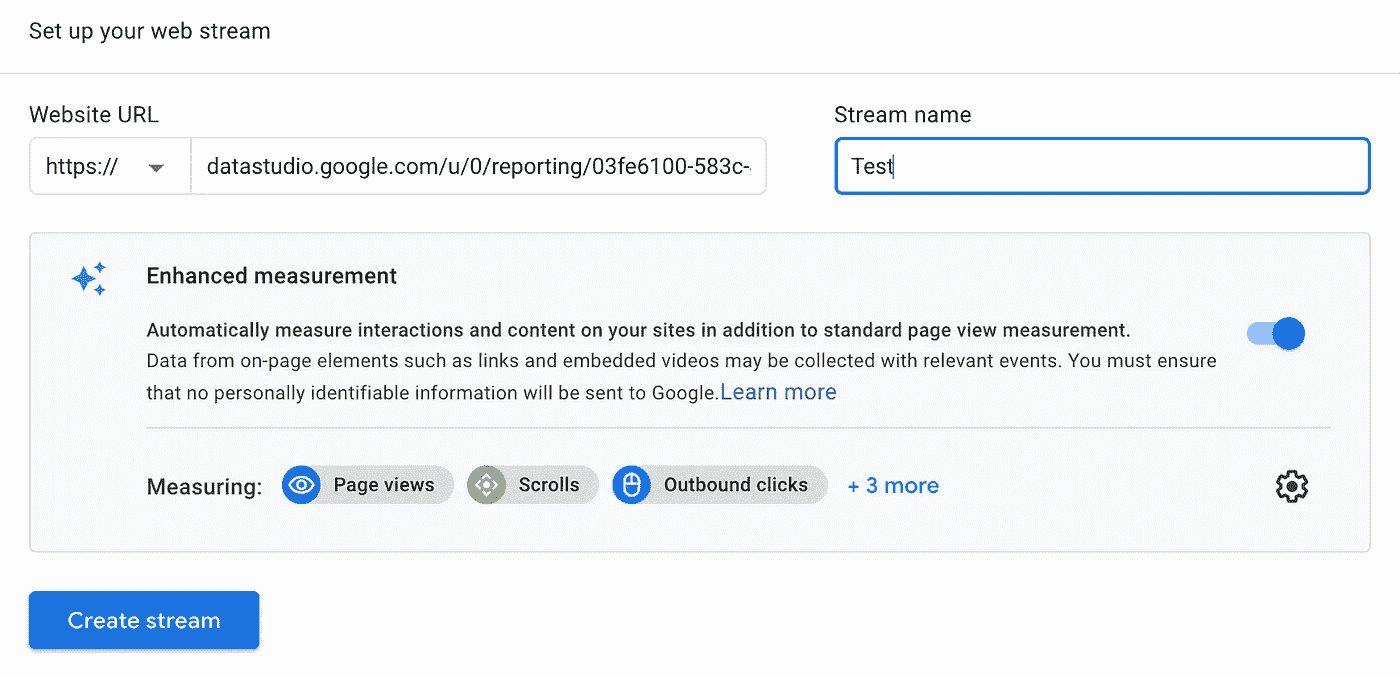 Set up your web stream
Website URL
Stream name
https://
datastudio.google.com/u/0/reporting/03fe6100-583c-
Test
Enhanced measurement
Automatically measure interactions and content on your sites in addition to standard page view measurement.
Data from on-page elements such as links and embedded videos may be collected with relevant events. You must ensure
that no personally identifiable information will be sent to Google.Learn more
Measuring:
Page views
Scrolls
Outbound clicks
+ 3 more
Create stream